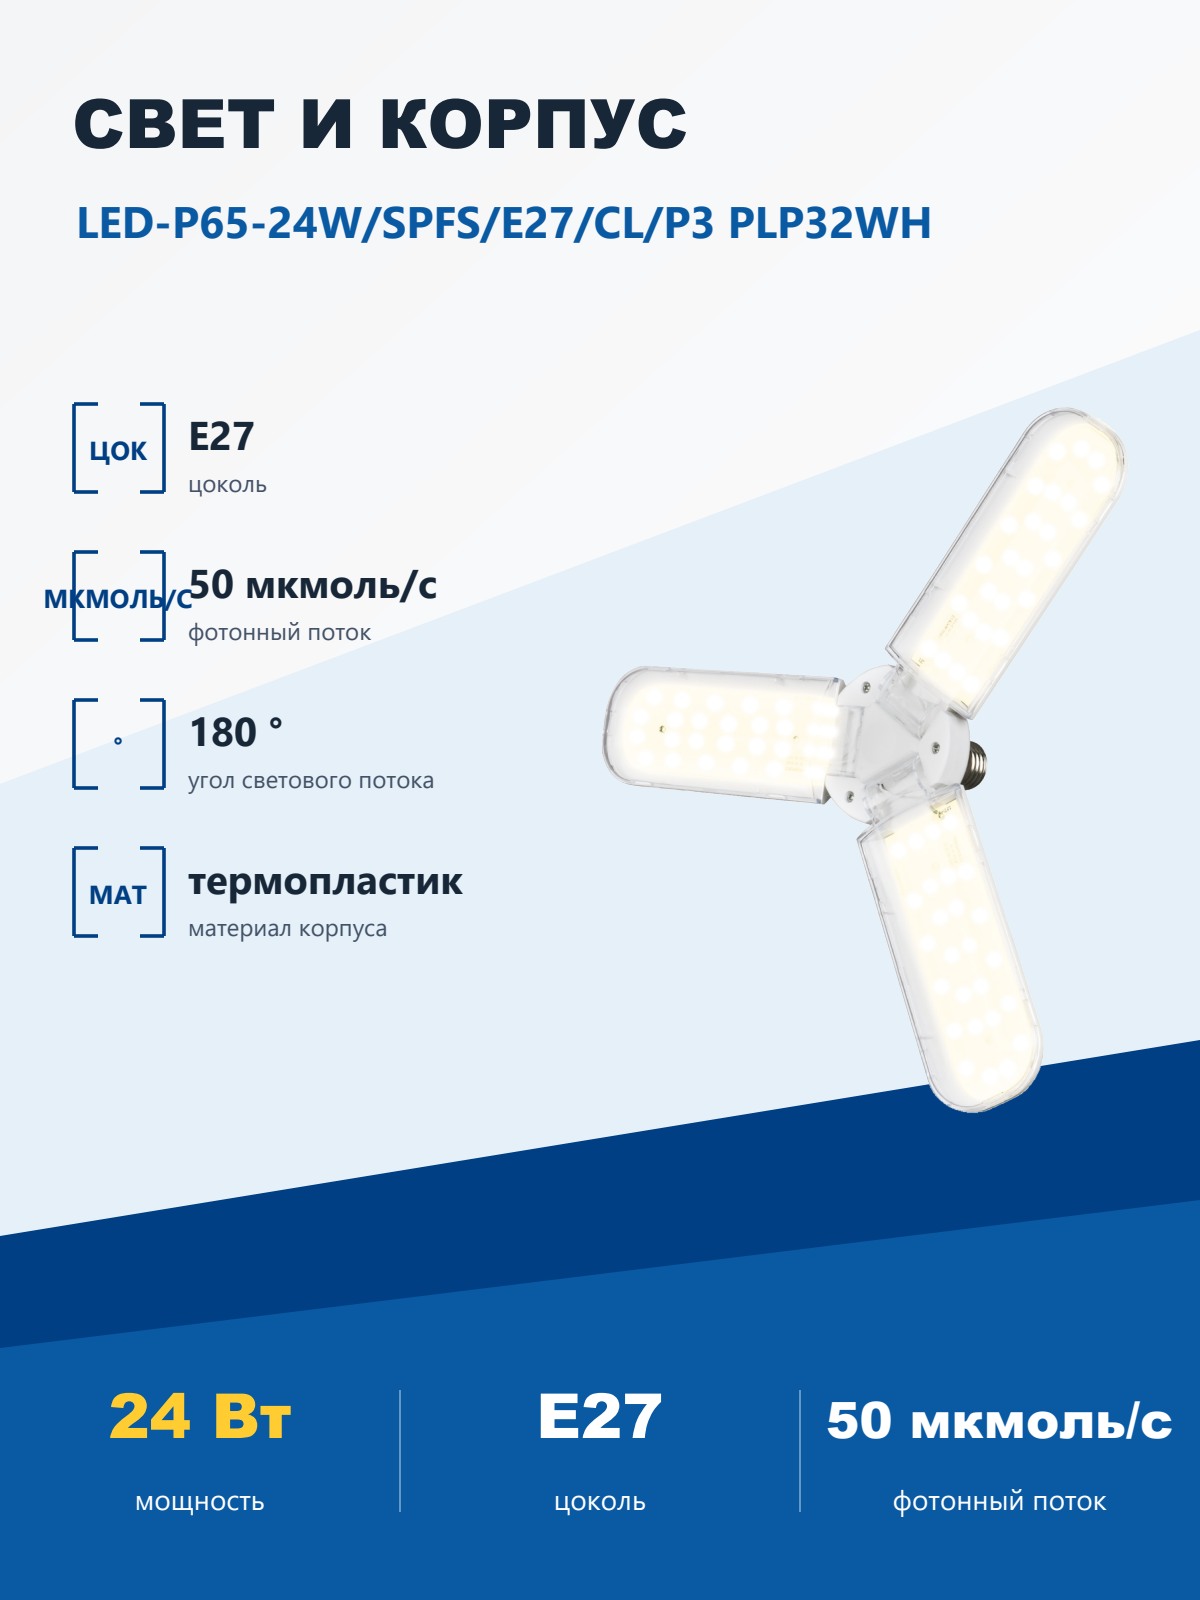 СВЕТ И КОРПУС
LED-P65-24W/SPFS/E27/CL/P3 PLP32WH
ЦОК
E27
цоколь
МКМОЛЬ/С
50 мкмоль/с
фотонный поток
°
180 °
угол светового потока
МАТ
термопластик
материал корпуса
24 Вт
мощность
E27
цоколь
50 мкмоль/с
фотонный поток